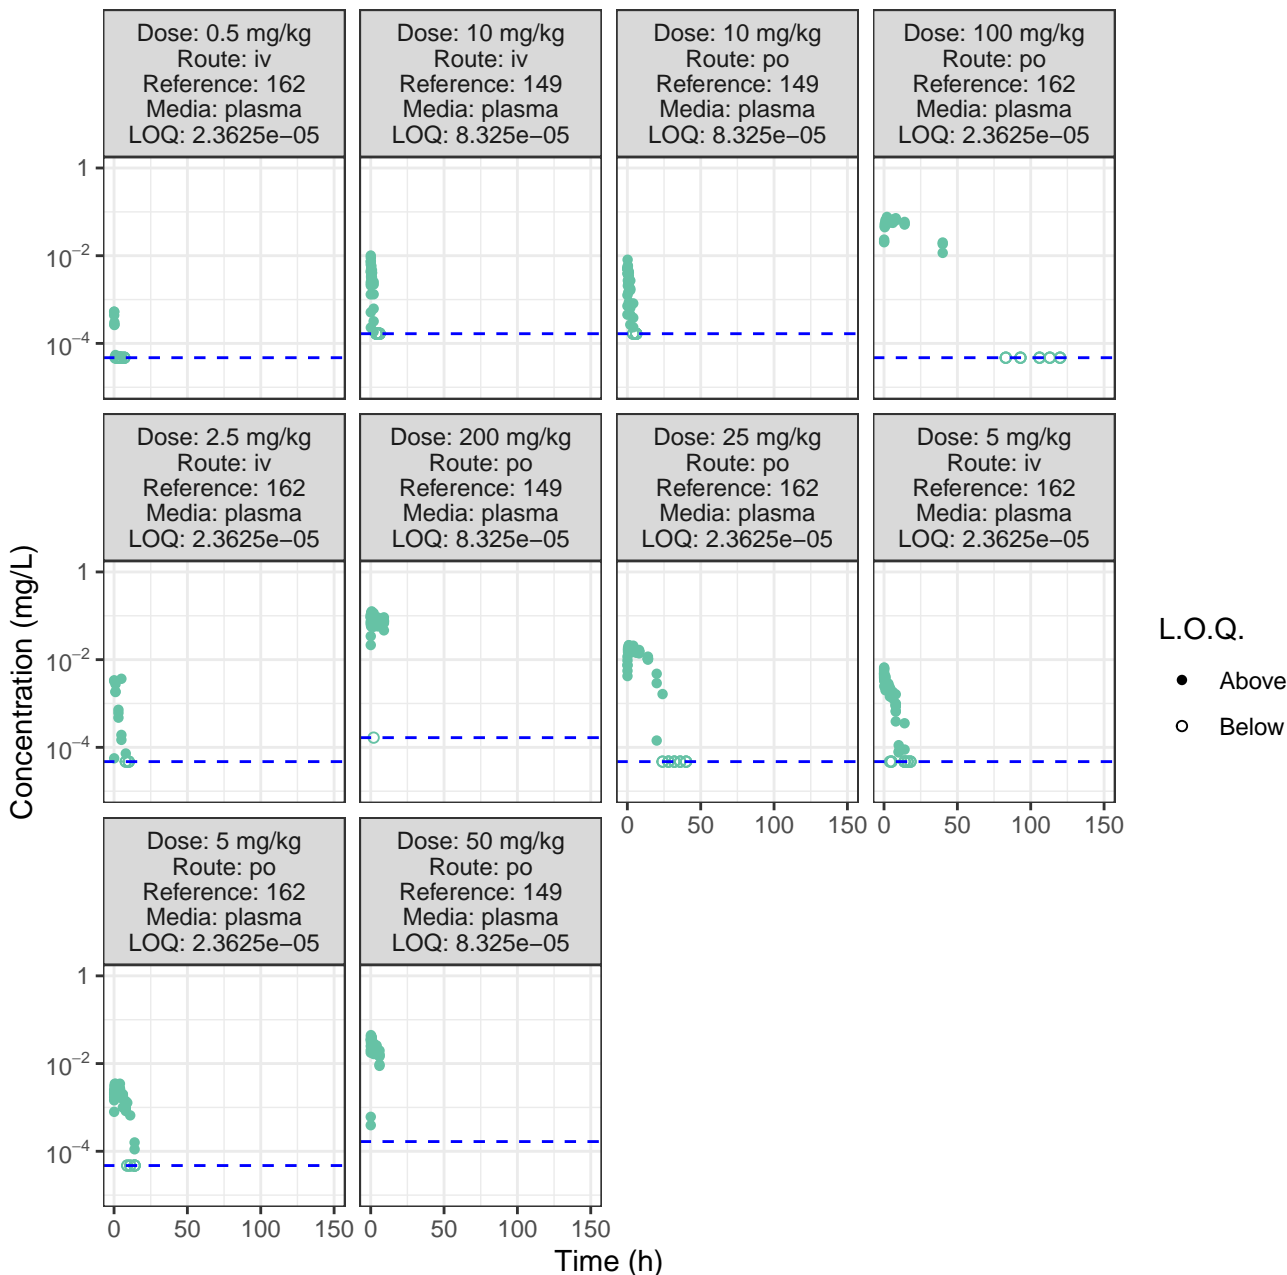 Dose: 0.5 mg/kg
Route: iv
Reference: 162
Media: plasma
LOQ: 2.3625e−05
Dose: 10 mg/kg
Route: iv
Reference: 149
Media: plasma
LOQ: 8.325e−05
Dose: 10 mg/kg
Route: po
Reference: 149
Media: plasma
LOQ: 8.325e−05
Dose: 100 mg/kg
Route: po
Reference: 162
Media: plasma
LOQ: 2.3625e−05
1
10⁻²
10⁻⁴
Dose: 2.5 mg/kg
Route: iv
Reference: 162
Media: plasma
LOQ: 2.3625e−05
Dose: 200 mg/kg
Route: po
Reference: 149
Media: plasma
LOQ: 8.325e−05
Dose: 25 mg/kg
Route: po
Reference: 162
Media: plasma
LOQ: 2.3625e−05
Dose: 5 mg/kg
Route: iv
Reference: 162
Media: plasma
LOQ: 2.3625e−05
1
10⁻²
10⁻⁴
0 50 100 150
0 50 100 150
Dose: 5 mg/kg
Route: po
Reference: 162
Media: plasma
LOQ: 2.3625e−05
Dose: 50 mg/kg
Route: po
Reference: 149
Media: plasma
LOQ: 8.325e−05
1
10⁻²
10⁻⁴
0 50 100 150
0 50 100 150
Time (h)
Concentration (mg/L)
L.O.Q.
Above
Below